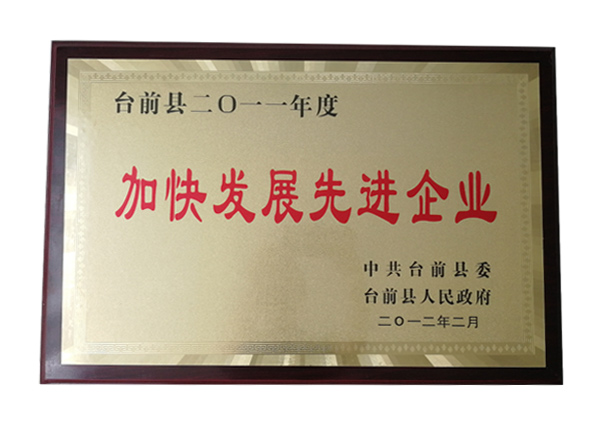 台前县二〇一一年度
加快发展先进企业
中共台前县委
台前县人民政府
二〇一二年二月